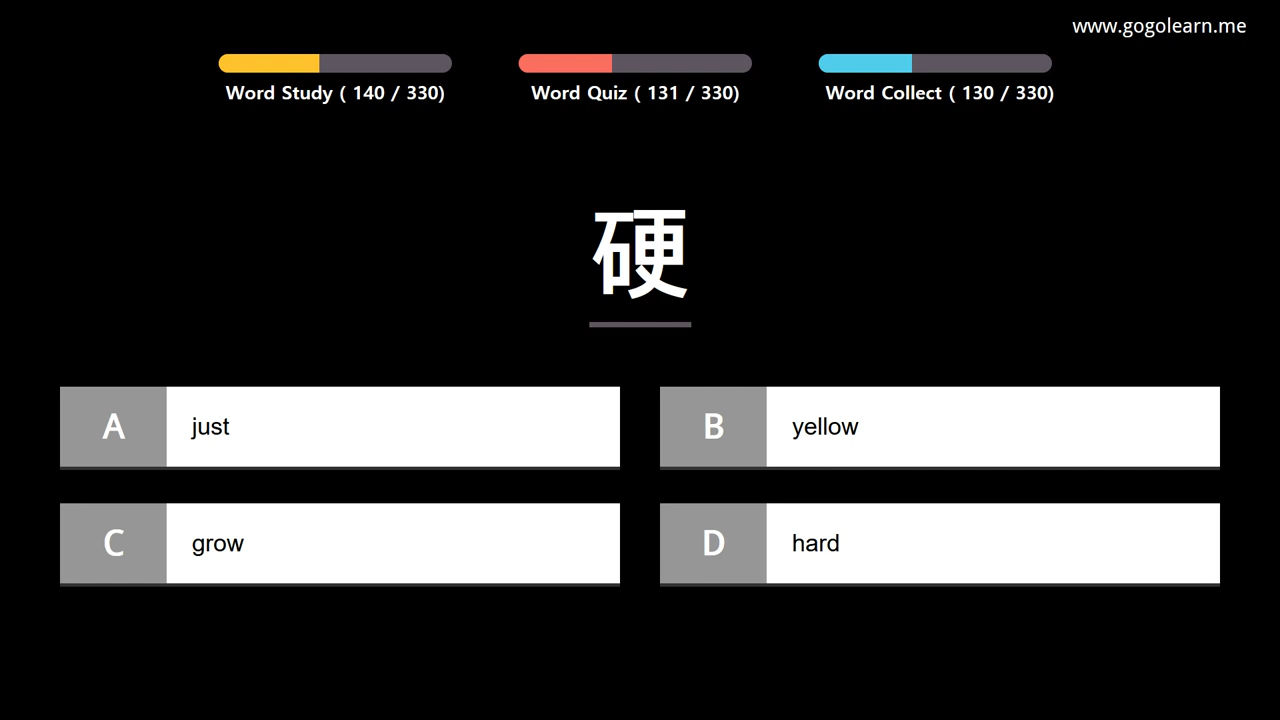 www.gogolearn.me
Word Study ( 140 / 330)
Word Quiz ( 131 / 330)
Word Collect ( 130 / 330)
硬
A just
B yellow
C grow
D hard